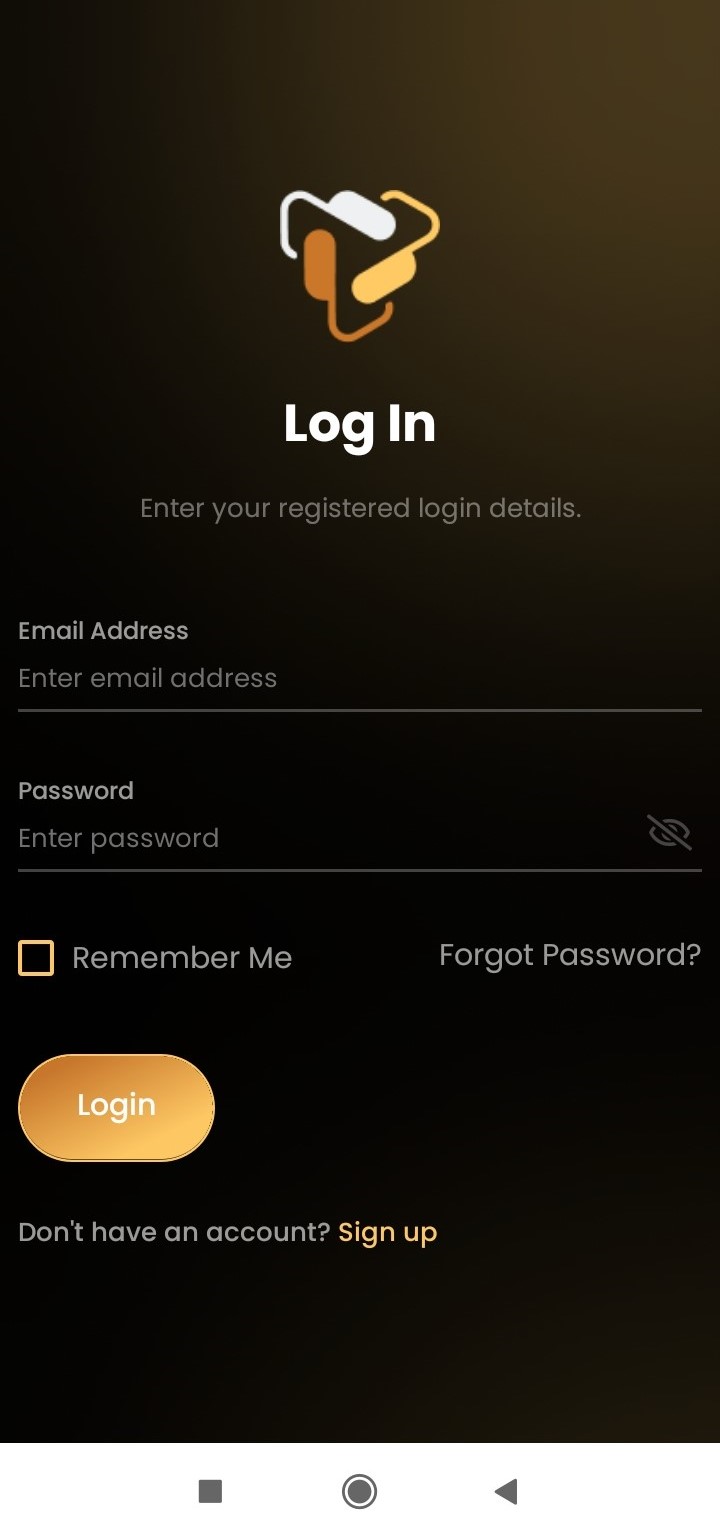 Log In
Enter your registered login details.
Email Address
Enter email address
Password
Enter password
Remember Me
Forgot Password?
Login
Don't have an account? Sign up